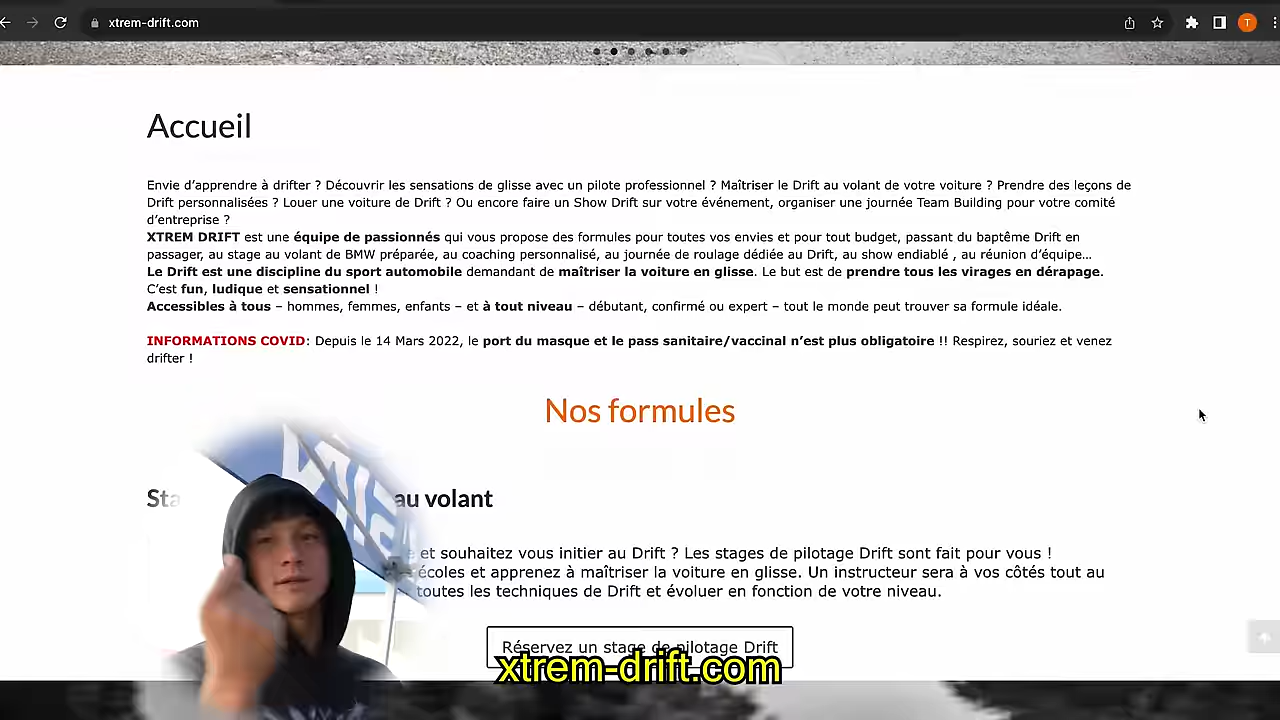 xtrem-drift.com
T
Accueil
Envie d’apprendre à drifter ? Découvrir les sensations de glisse avec un pilote professionnel ? Maîtriser le Drift au volant de votre voiture ? Prendre des leçons de
Drift personnalisées ? Louer une voiture de Drift ? Ou encore faire un Show Drift sur votre événement, organiser une journée Team Building pour votre comité
d’entreprise ?
XTREM DRIFT est une équipe de passionnés qui vous propose des formules pour toutes vos envies et pour tout budget, passant du baptême Drift en
passager, au stage au volant de BMW préparée, au coaching personnalisé, au journée de roulage dédiée au Drift, au show endiablé , au réunion d’équipe...
Le Drift est une discipline du sport automobile demandant de maîtriser la voiture en glisse. Le but est de prendre tous les virages en dérapage.
C’est fun, ludique et sensationnel !
Accessibles à tous – hommes, femmes, enfants – et à tout niveau – débutant, confirmé ou expert – tout le monde peut trouver sa formule idéale.
INFORMATIONS COVID: Depuis le 14 Mars 2022, le port du masque et le pass sanitaire/vaccinal n’est plus obligatoire !! Respirez, souriez et venez
drifter !
Nos formules
au volant
et souhaitez vous initier au Drift ? Les stages de pilotage Drift sont fait pour vous !
écoles et apprenez à maîtriser la voiture en glisse. Un instructeur sera à vos côtés tout au
toutes les techniques de Drift et évoluer en fonction de votre niveau.
Réservez un stage de pilotage Drift
xtrem-drift.com